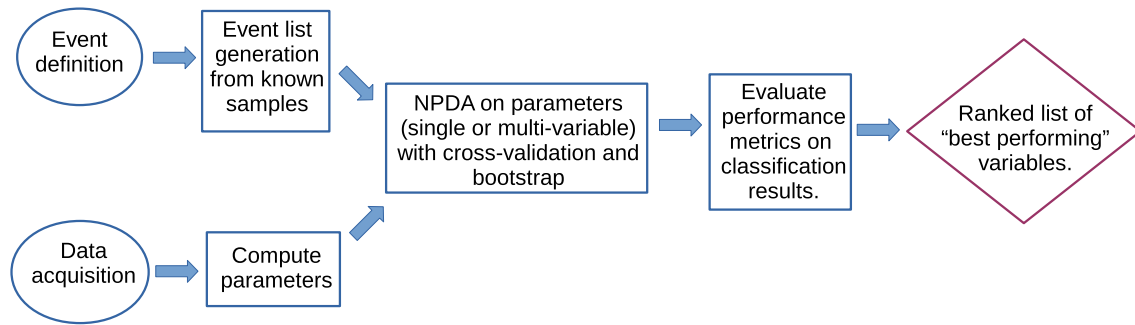 Event
definition
Event list
generation
from known
samples
NPDA on parameters
(single or multi-variable)
with cross-validation and
bootstrap
Evaluate
performance
metrics on
classification
results.
Ranked list of
“best performing”
variables.
Data
acquisition
Compute
parameters